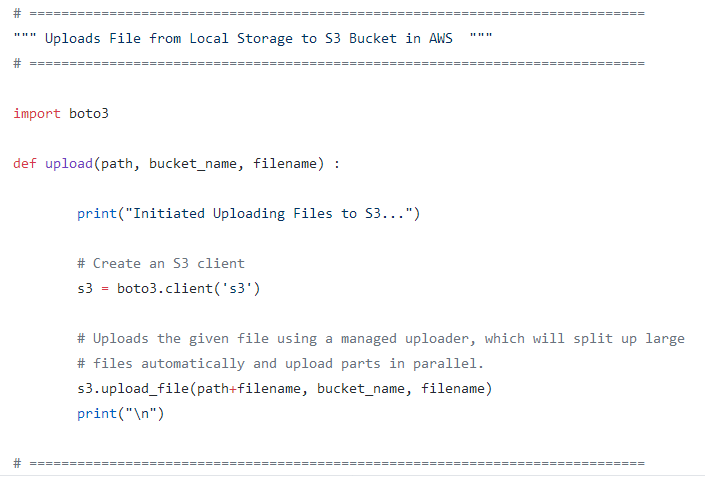 # =============================================================================
""" Uploads File from Local Storage to S3 Bucket in AWS  """
# =============================================================================
import boto3
def upload(path, bucket_name, filename) :
print("Initiated Uploading Files to S3...")
# Create an S3 client
s3 = boto3.client('s3')
# Uploads the given file using a managed uploader, which will split up large
# files automatically and upload parts in parallel.
s3.upload_file(path+filename, bucket_name, filename)
print("\n")
# =============================================================================